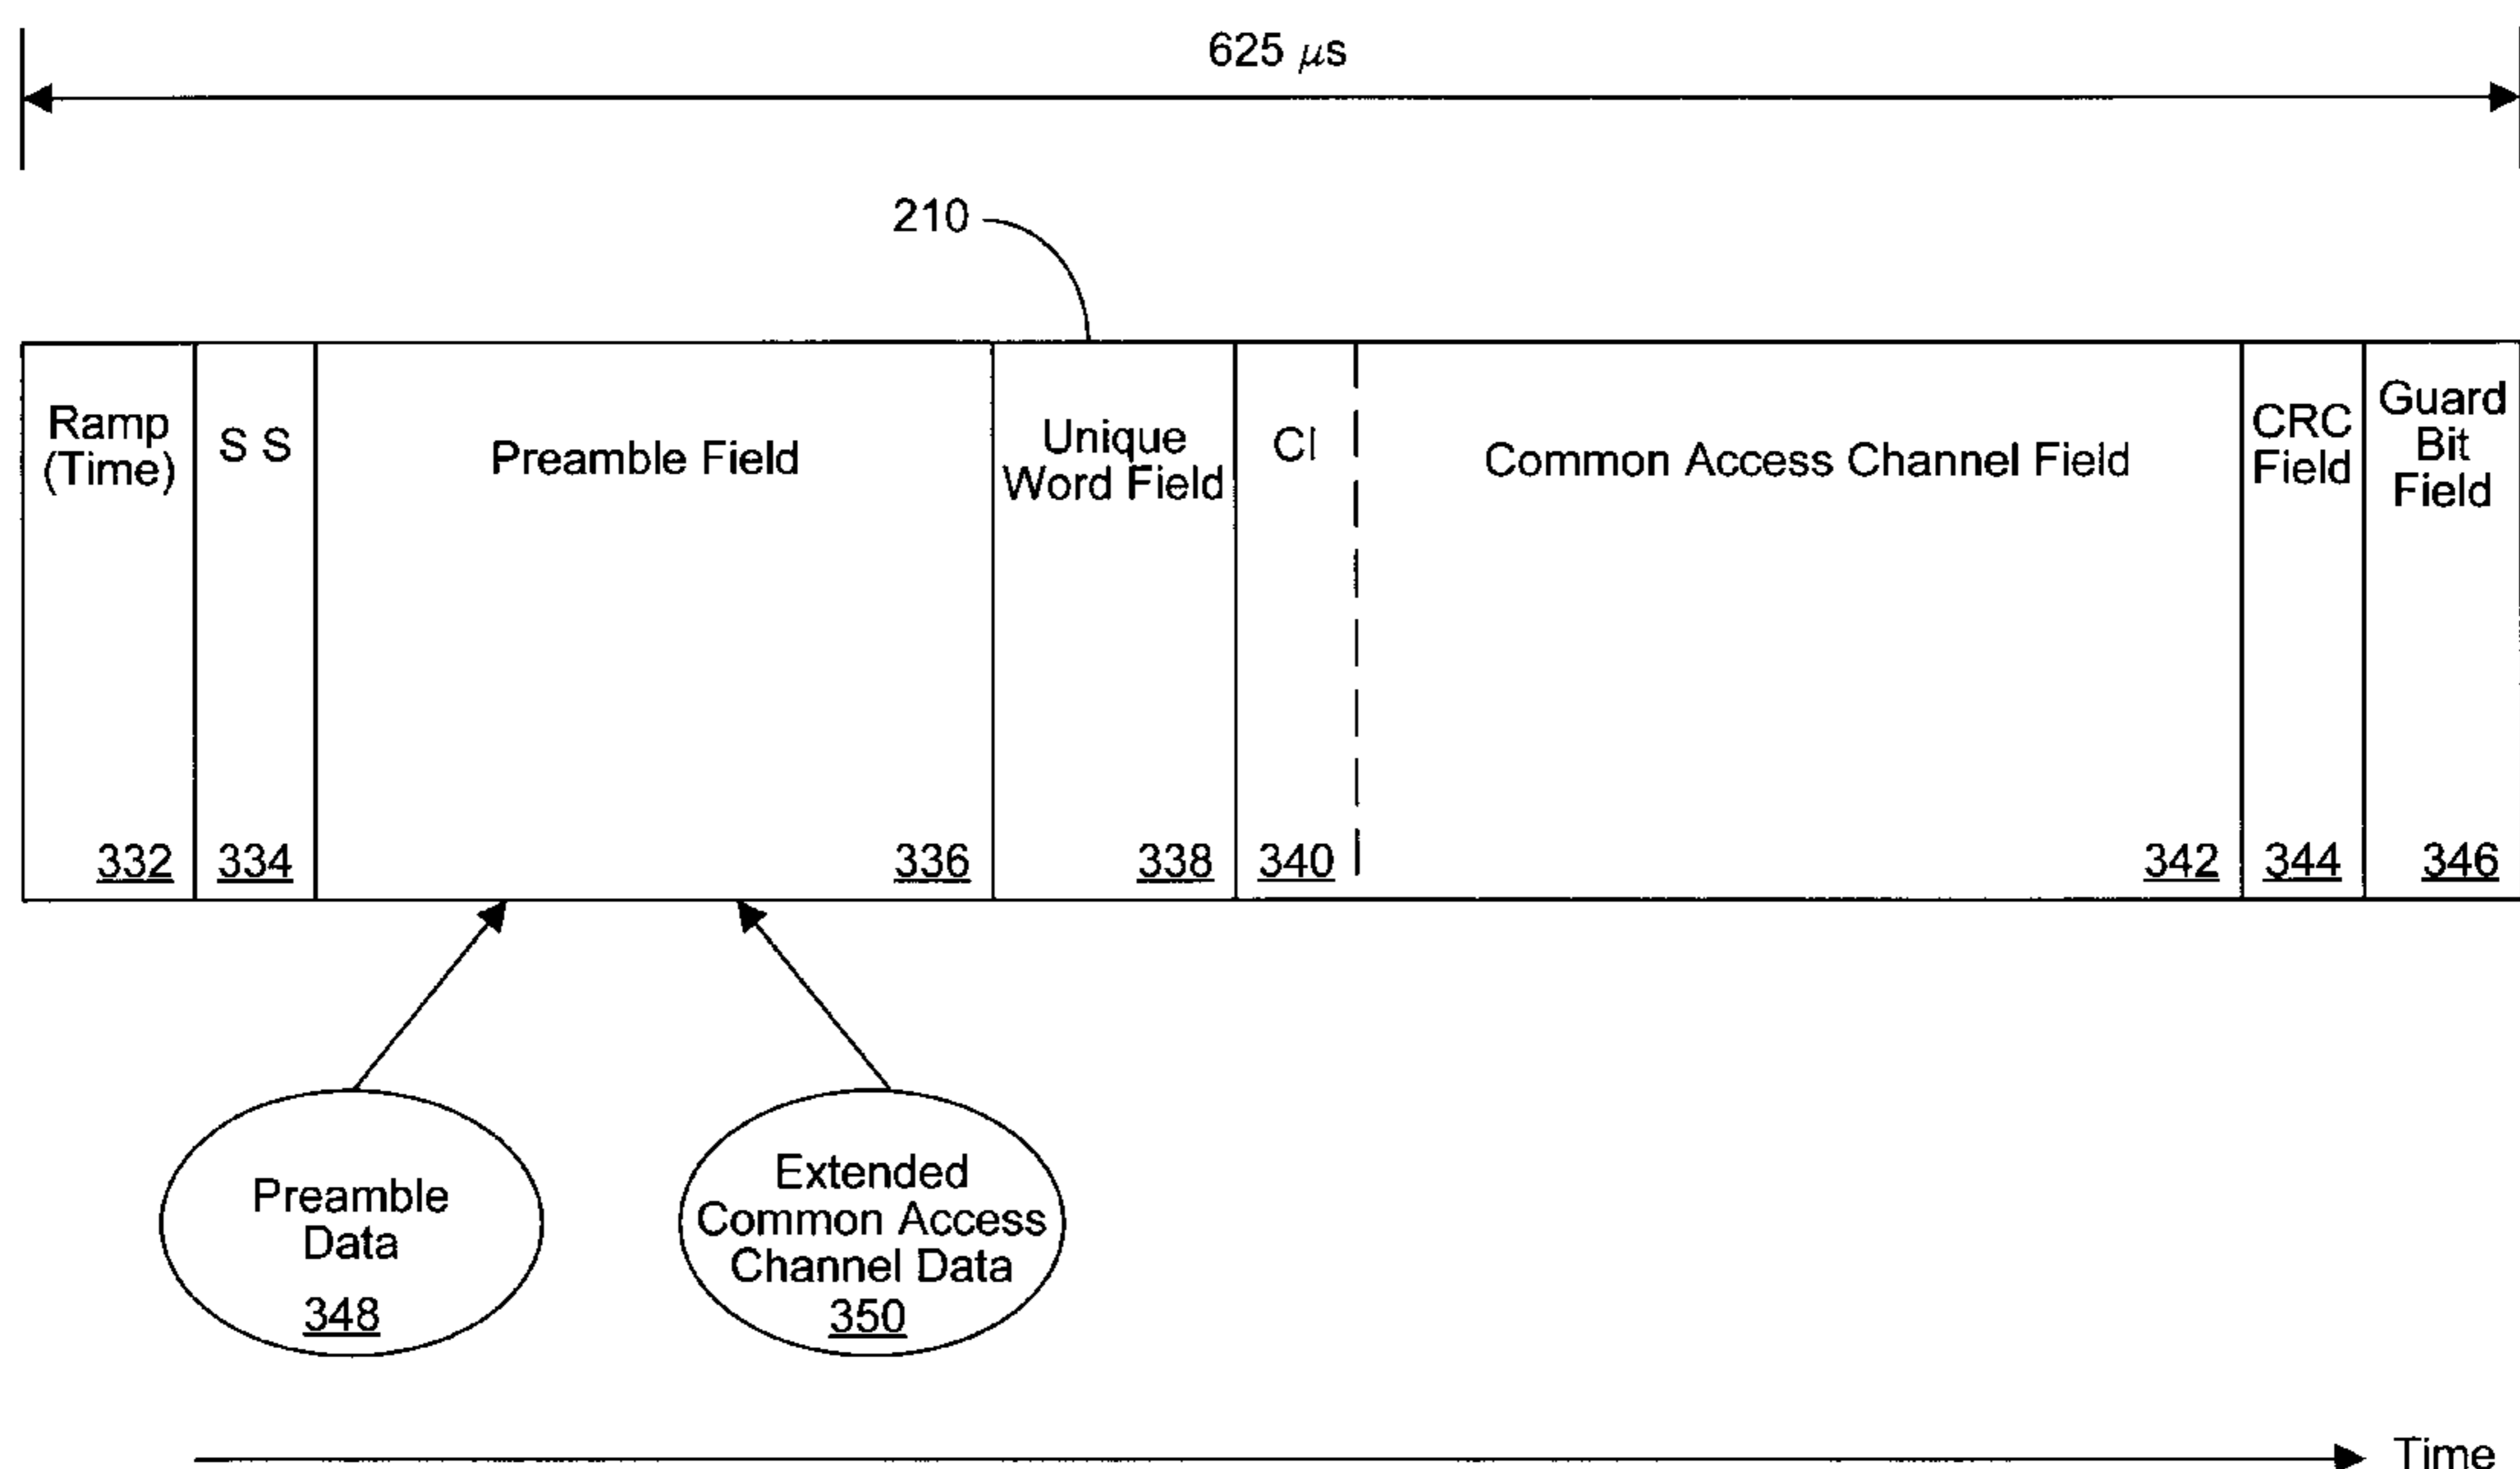 625 µs
210
Ramp
(Time)
332
S S
334
Preamble Field
336
Unique
Word Field
338
CI
340
Common Access Channel Field
342
CRC
Field
344
Guard
Bit
Field
346
Preamble
Data
348
Extended
Common Access
Channel Data
350
Time